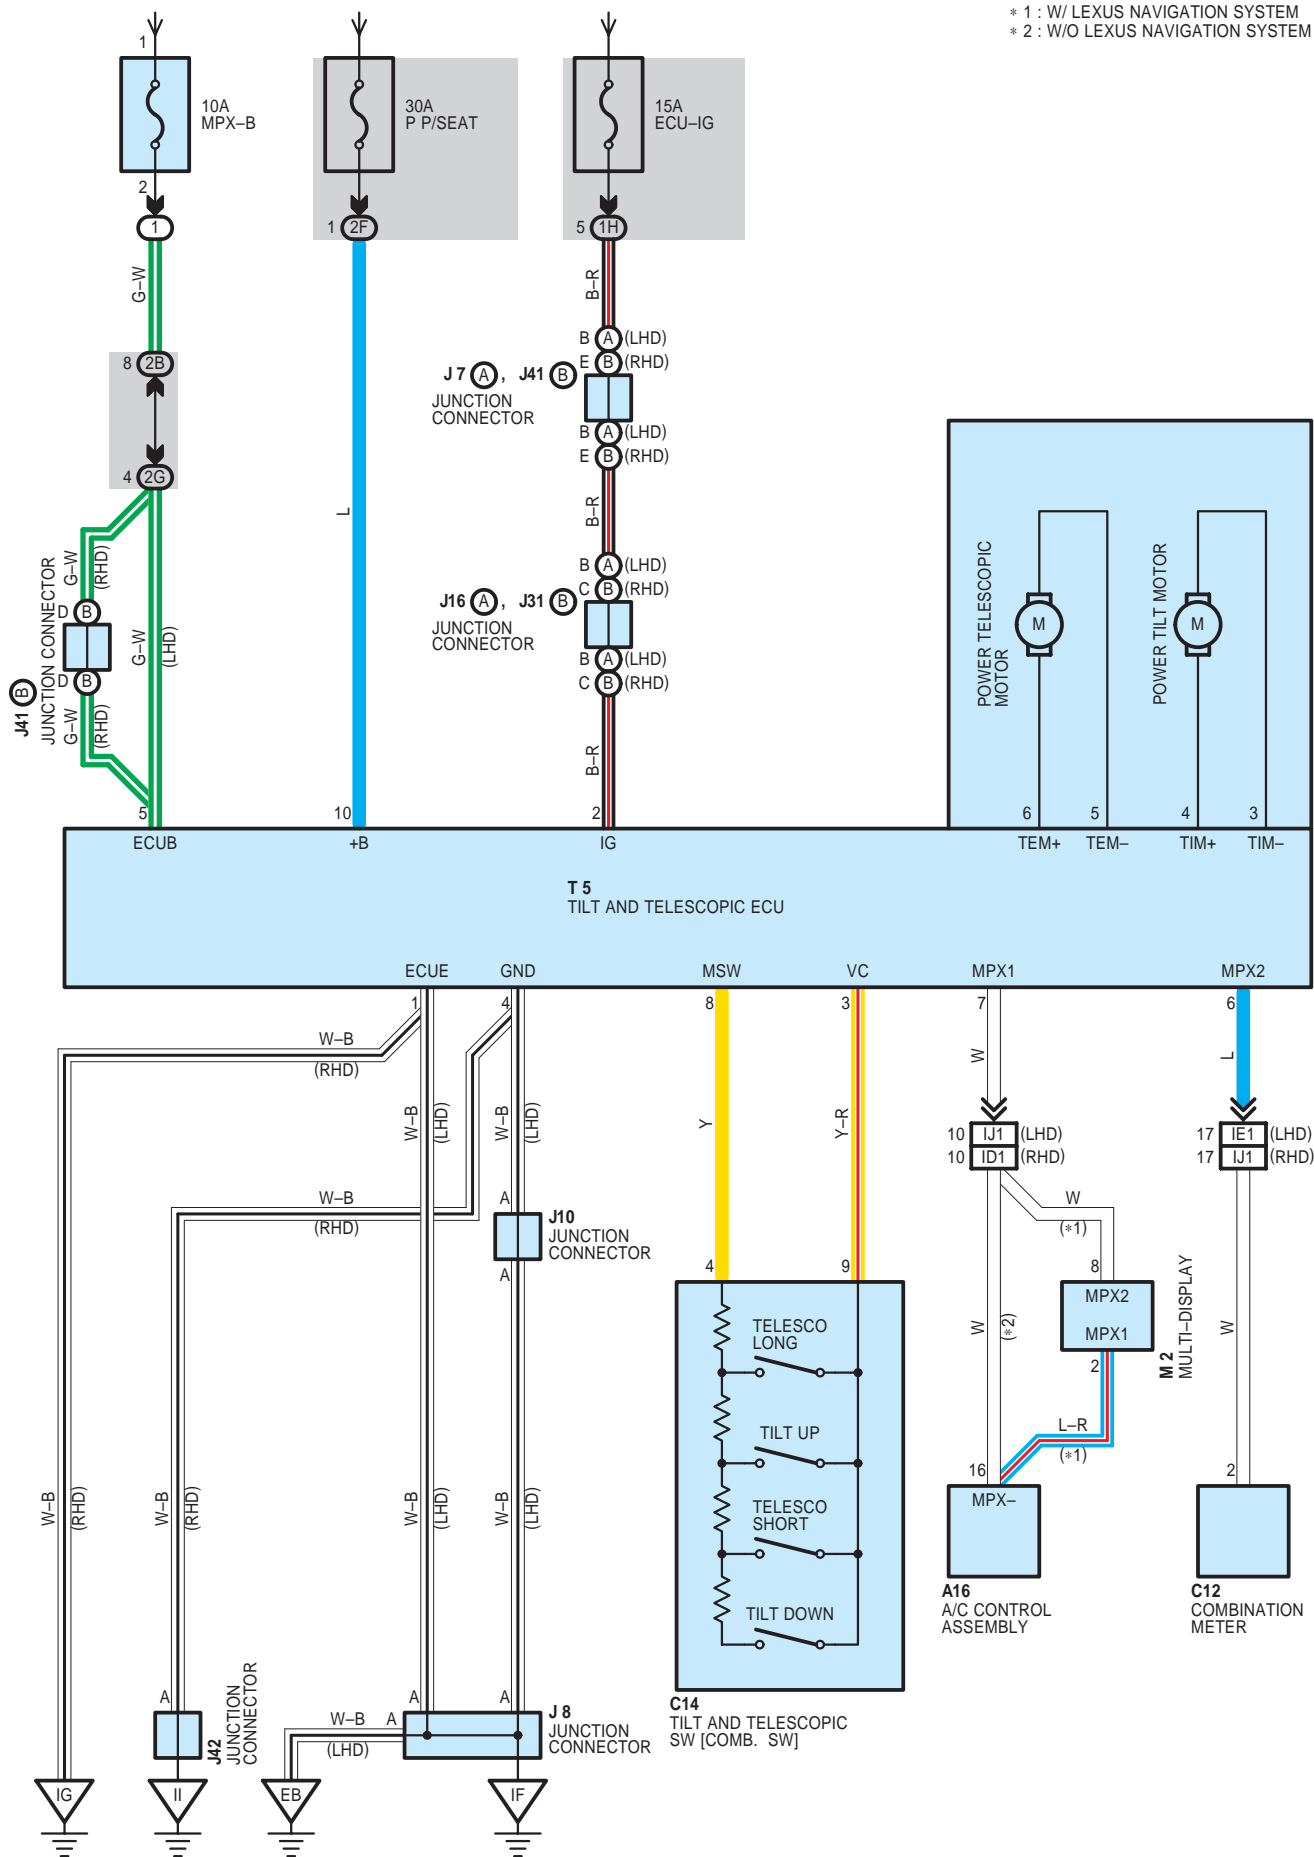 * 1 : W/ LEXUS NAVIGATION SYSTEM
* 2 : W/O LEXUS NAVIGATION SYSTEM
1
10A
MPX–B
30A
P P/SEAT
15A
ECU–IG
2
1
1 2F
5 1H
G–W
B–R
B A (LHD)
E B (RHD)
8 2B
J 7 A , J41 B
JUNCTION
CONNECTOR
B A (LHD)
E B (RHD)
4 2G
L
B–R
G–W
(RHD)
B A (LHD)
C B (RHD)
D B
J16 A , J31 B
JUNCTION
CONNECTOR
G–W
(LHD)
B A (LHD)
C B (RHD)
D B
J41 B
JUNCTION CONNECTOR
G–W
(RHD)
B–R
POWER TELESCOPIC
MOTOR
M
POWER TILT MOTOR
M
5
10
2
6
5
4
3
ECUB
+B
IG
TEM+
TEM–
TIM+
TIM–
T 5
TILT AND TELESCOPIC ECU
ECUE
GND
MSW
VC
MPX1
MPX2
1
4
8
3
7
6
W–B
(RHD)
W–B
(LHD)
W–B
(LHD)
Y
Y–R
W
L
10 IJ1 (LHD)
10 ID1 (RHD)
17 IE1 (LHD)
17 IJ1 (RHD)
W–B
(RHD)
A
J10
JUNCTION
CONNECTOR
A
W
(*1)
4
9
8
MPX2
MPX1
M 2
MULTI–DISPLAY
2
W
(*2)
W
TELESCO
LONG
TILT UP
TELESCO
SHORT
TILT DOWN
L–R
(*1)
16
MPX–
2
W–B
(RHD)
W–B
(RHD)
W–B
(LHD)
W–B
(LHD)
A16
A/C CONTROL
ASSEMBLY
C12
COMBINATION
METER
C14
TILT AND TELESCOPIC
SW [COMB. SW]
A
J42
JUNCTION
CONNECTOR
W–B
(LHD)
A
A
A
J 8
JUNCTION
CONNECTOR
IG
II
EB
IF